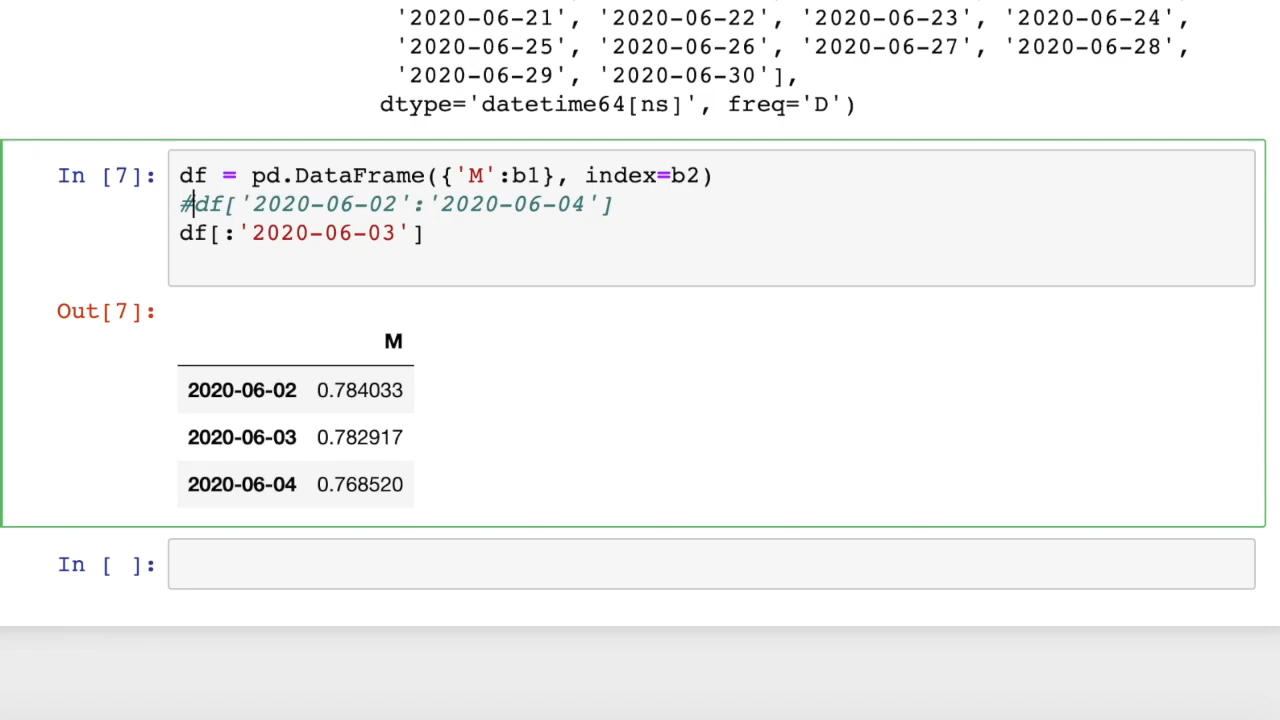 '2020-06-21', '2020-06-22', '2020-06-23', '2020-06-24',
'2020-06-25', '2020-06-26', '2020-06-27', '2020-06-28',
'2020-06-29', '2020-06-30'],
dtype='datetime64[ns]', freq='D')
In [7]: df = pd.DataFrame({'M':b1}, index=b2)
#df['2020-06-02':'2020-06-04']
df[:'2020-06-03']
Out[7]:
M
2020-06-02 0.784033
2020-06-03 0.782917
2020-06-04 0.768520
In [ ]: